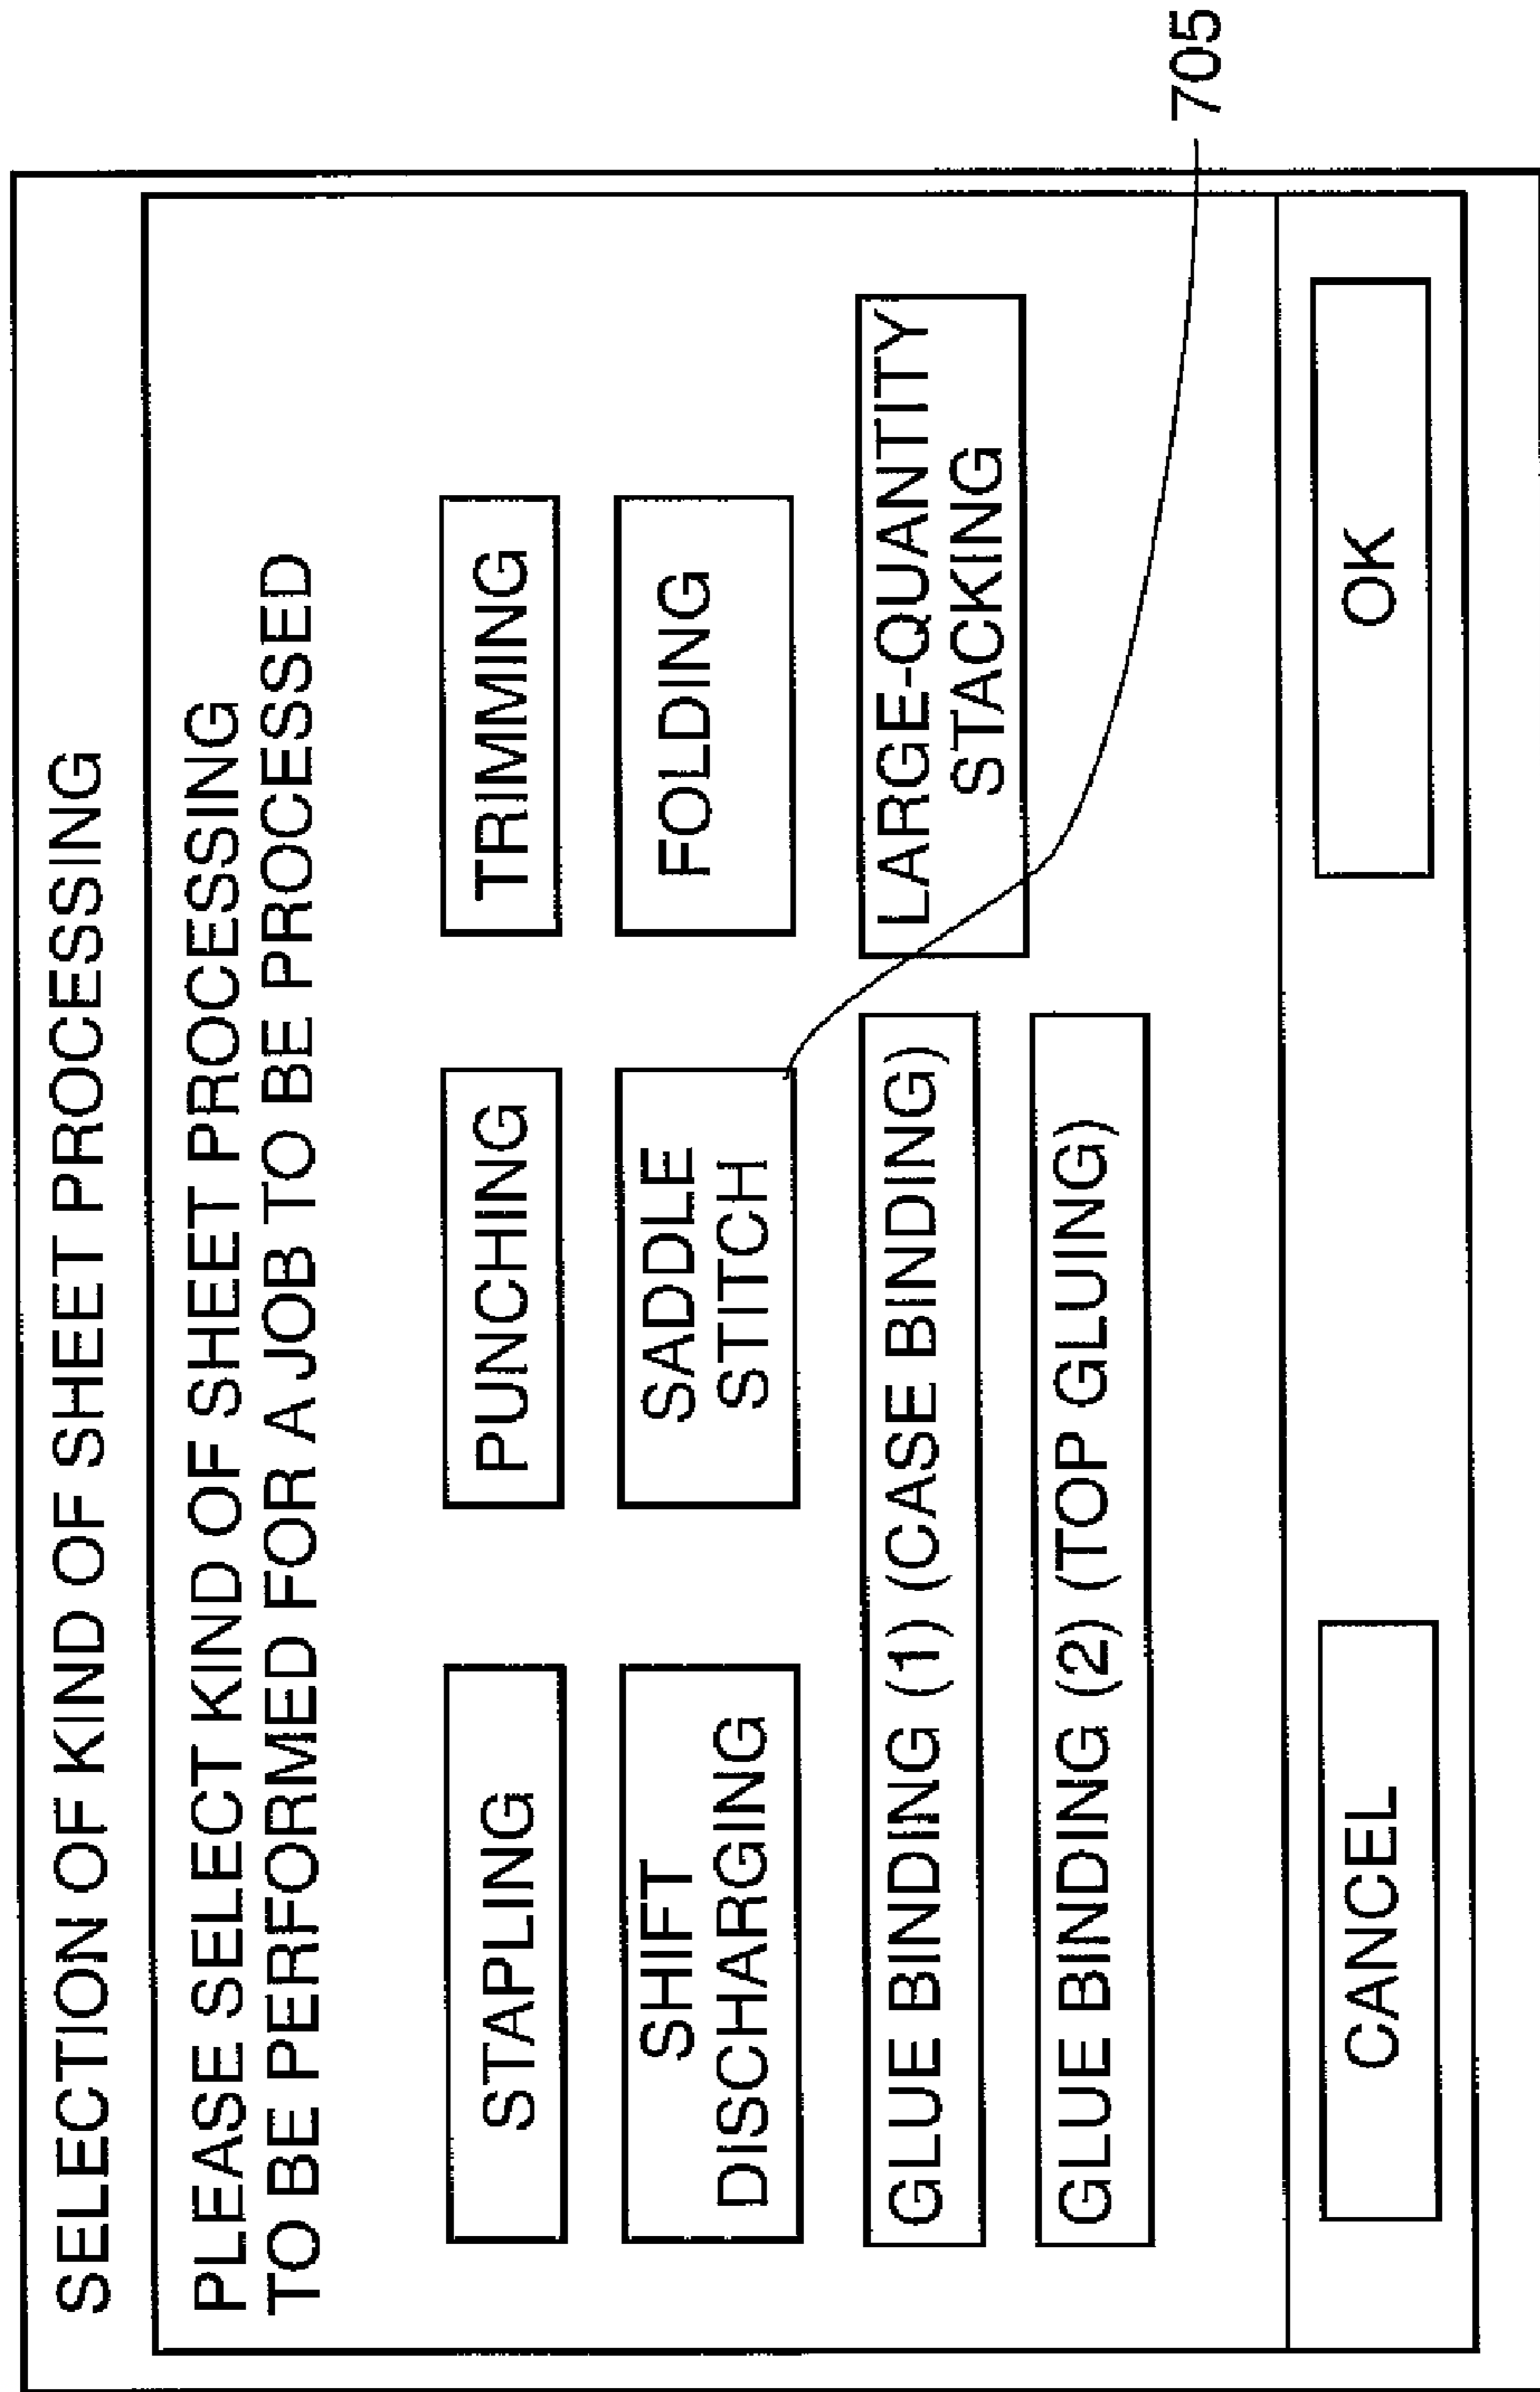 SELECTION OF KIND OF SHEET PROCESSING
PLEASE SELECT KIND OF SHEET PROCESSING
TO BE PERFORMED FOR A JOB TO BE PROCESSED
STAPLING
PUNCHING
TRIMMING
SHIFT
DISCHARGING
SADDLE
STITCH
FOLDING
GLUE BINDING (1) (CASE BINDING)
LARGE-QUANTITY
STACKING
GLUE BINDING (2) (TOP GLUING)
705
CANCEL
OK